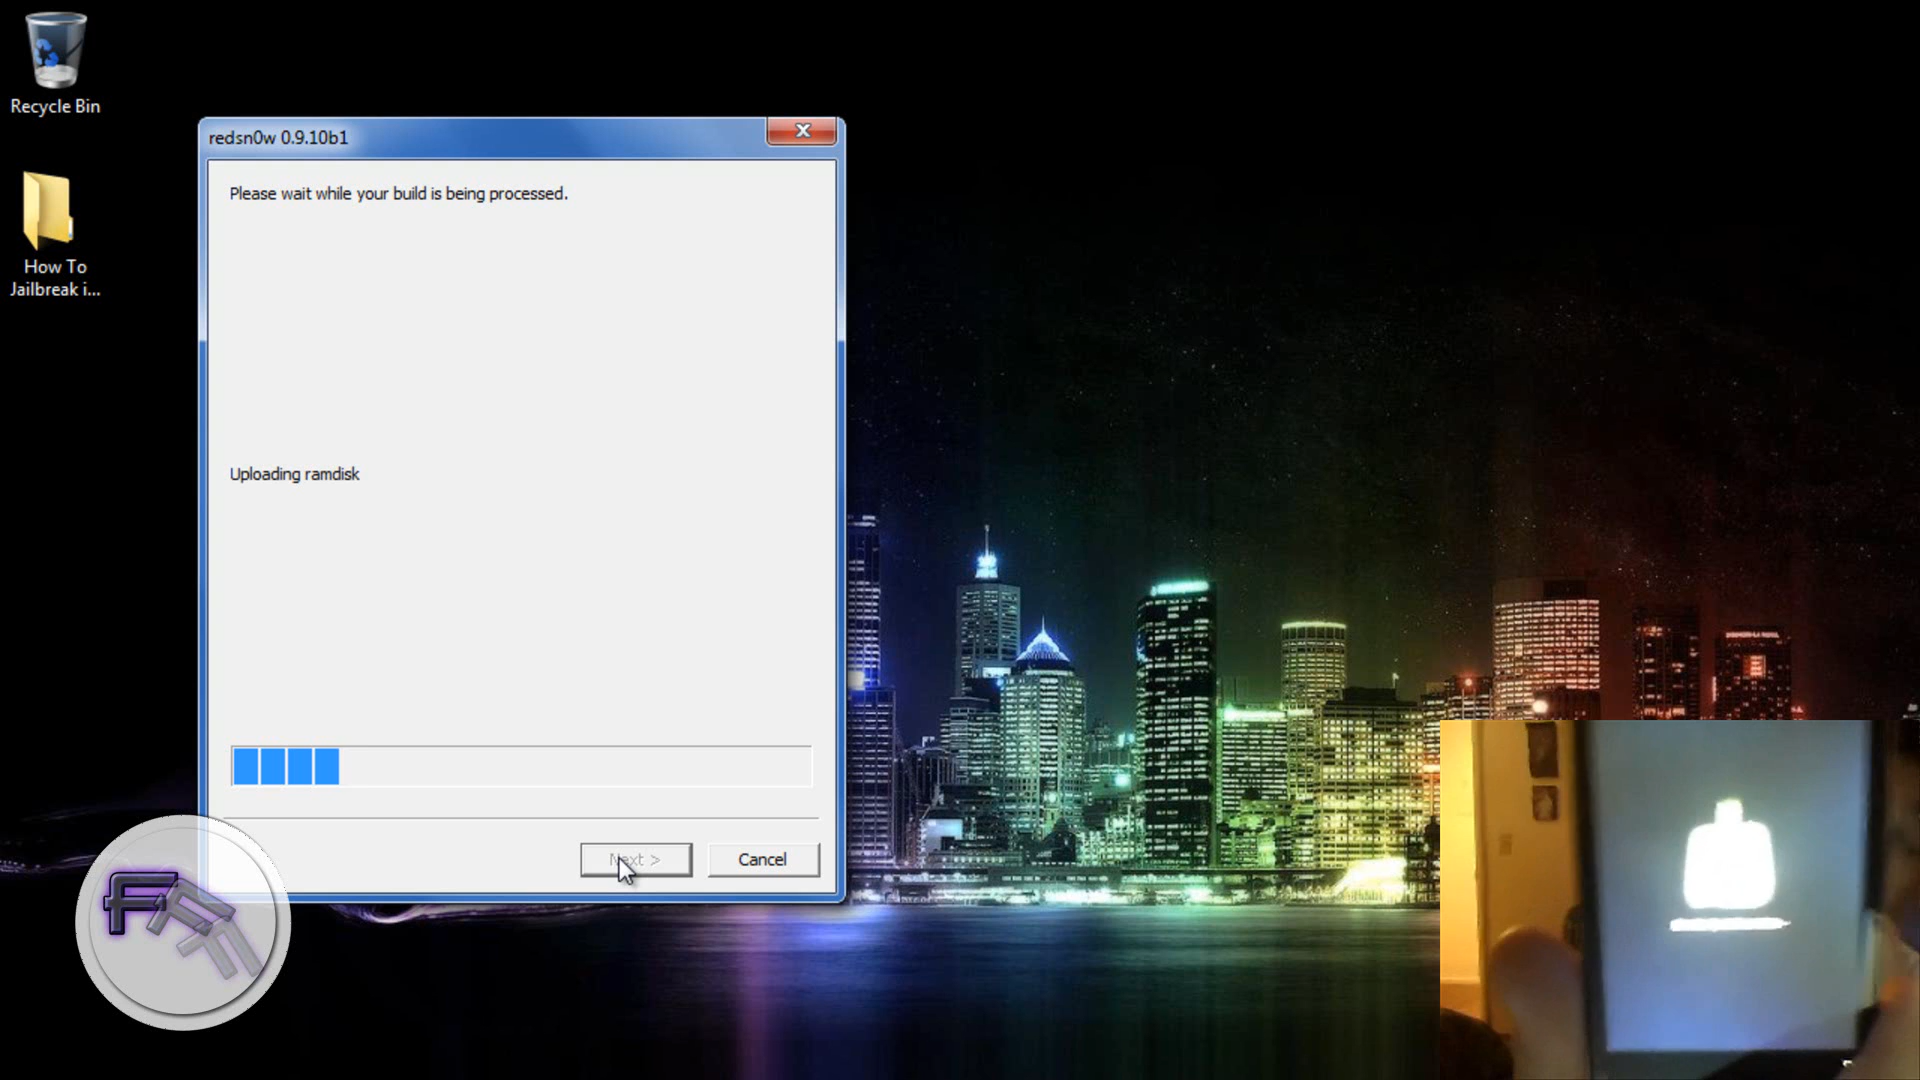 Recycle Bin
How To
Jailbreak i...
redsn0w 0.9.10b1
Please wait while your build is being processed.
Uploading ramdisk
Next >
Cancel